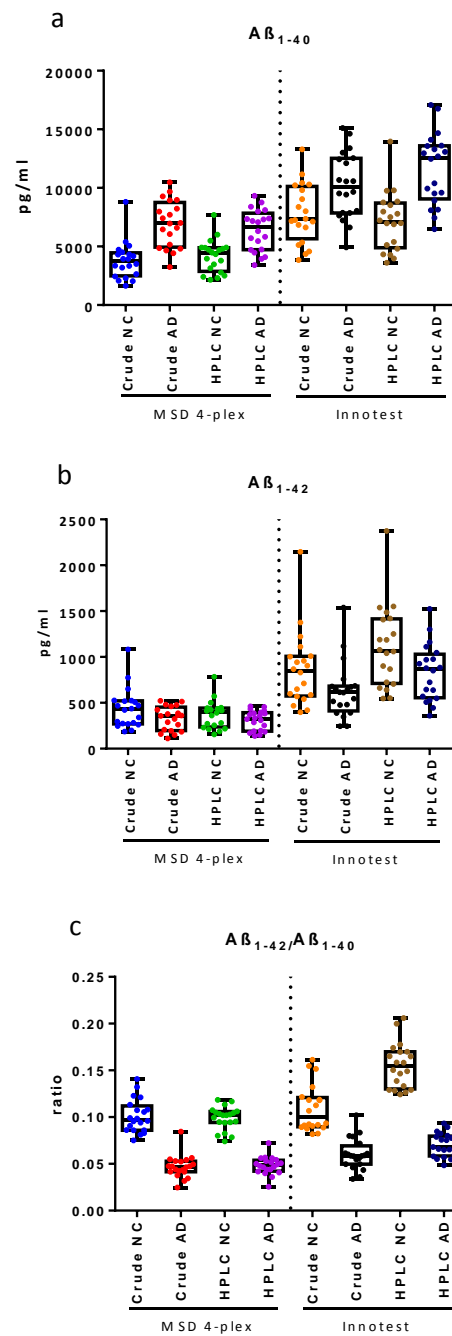 a
Aß1-40
20000
15000
10000
5000
0
pg/ml
Crude NC
Crude AD
HPLC NC
HPLC AD
Crude NC
Crude AD
HPLC NC
HPLC AD
MSD 4-plex
Innotest
b
Aß1-42
2500
2000
1500
1000
500
0
pg/ml
Crude NC
Crude AD
HPLC NC
HPLC AD
Crude NC
Crude AD
HPLC NC
HPLC AD
MSD 4-plex
Innotest
c
Aß1-42/Aß1-40
0.25
0.20
0.15
0.10
0.05
0.00
ratio
Crude NC
Crude AD
HPLC NC
HPLC AD
Crude NC
Crude AD
HPLC NC
HPLC AD
MSD 4-plex
Innotest